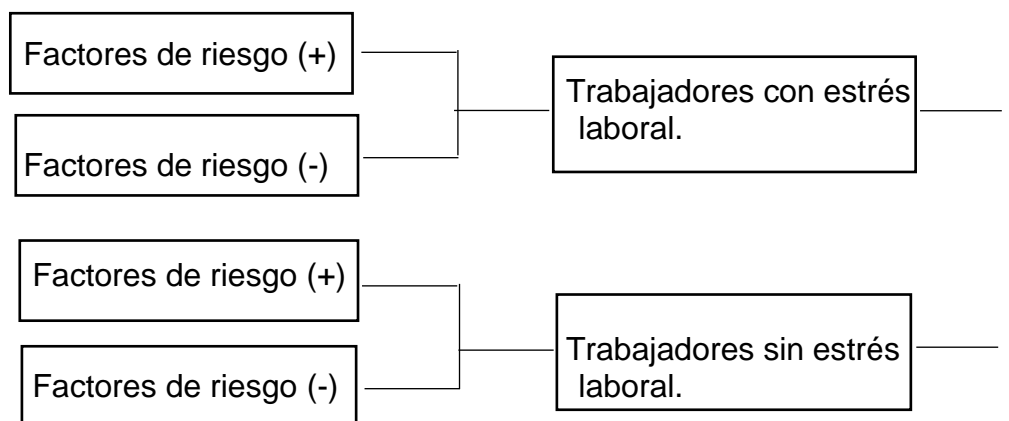 Factores de riesgo (+)
Factores de riesgo (-)
Trabajadores con estrés
laboral.
Factores de riesgo (+)
Factores de riesgo (-)
Trabajadores sin estrés
laboral.